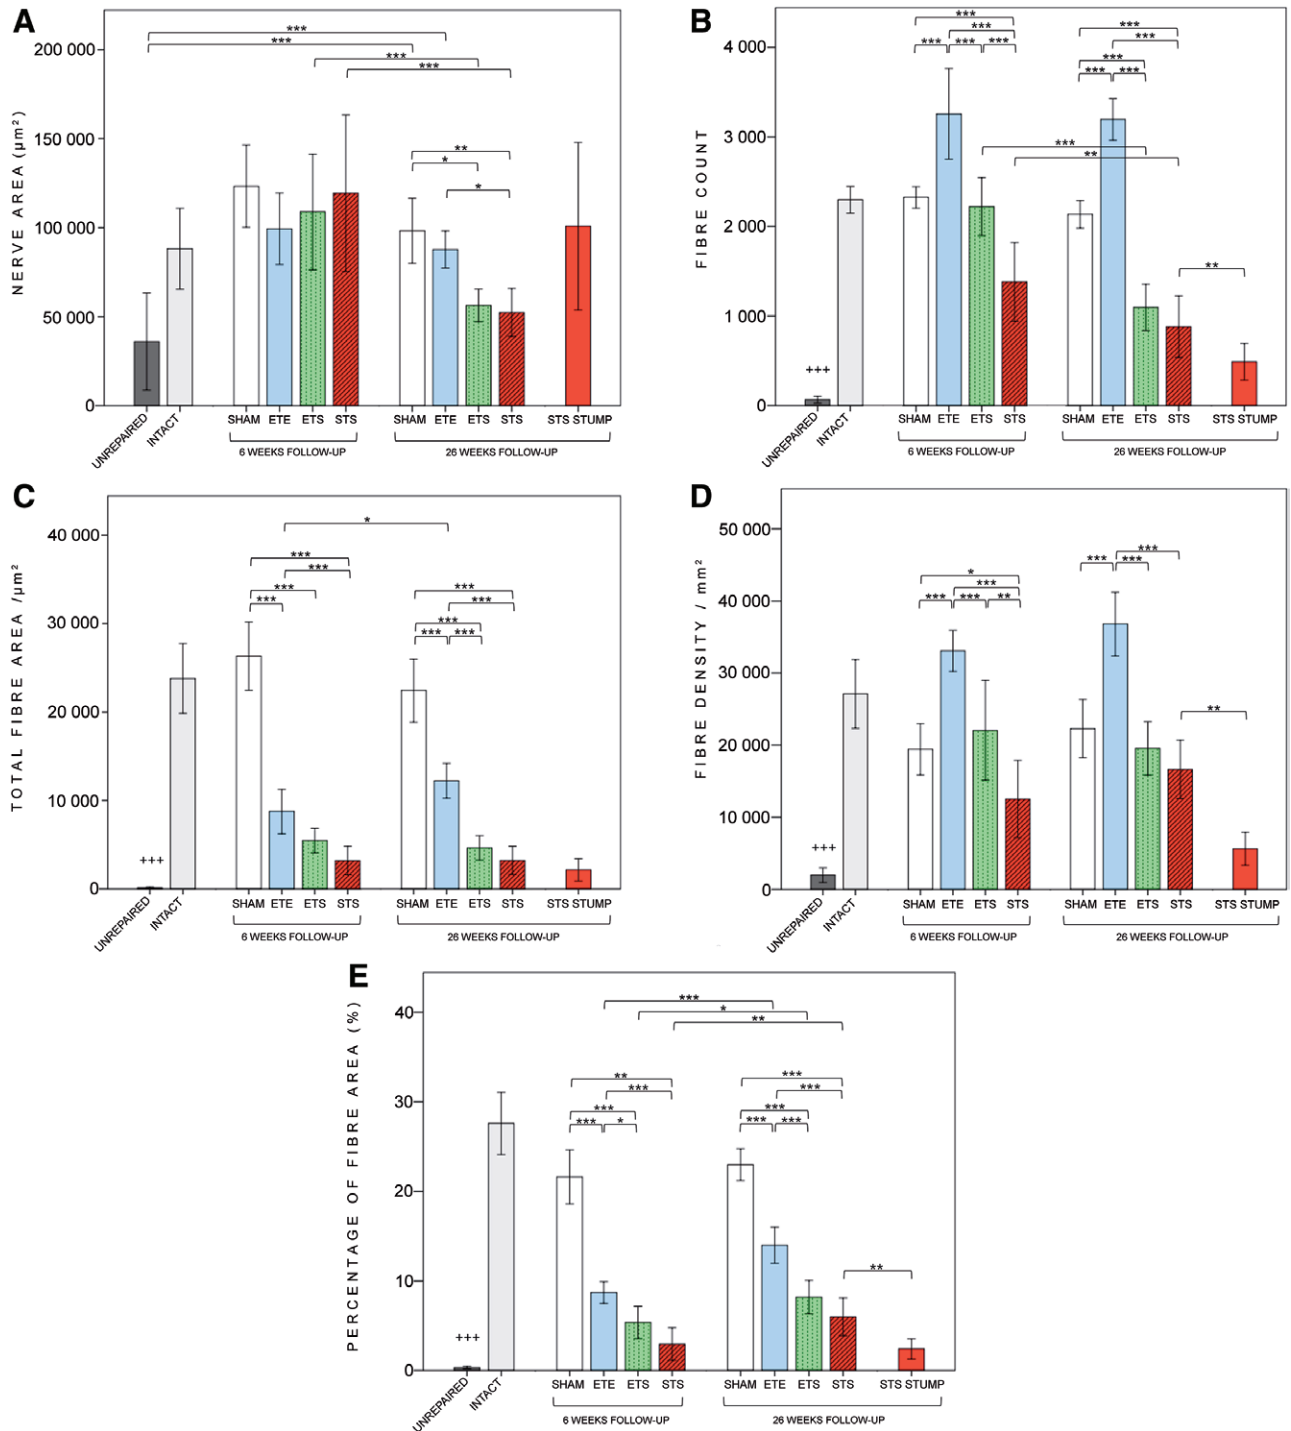 A
NERVE AREA (µm²)
200 000
150 000
100 000
50 000
0
***
***
***
***
**
*
*
UNREPAIRED
INTACT
SHAM ETE ETS STS
SHAM ETE ETS STS STS STUMP
6 WEEKS FOLLOW-UP
26 WEEKS FOLLOW-UP
B
FIBRE COUNT
4 000
3 000
2 000
1 000
0
***
***
*** *** ***
***
***
***
*** ***
***
**
**
+++
UNREPAIRED
INTACT
SHAM ETE ETS STS
SHAM ETE ETS STS STS STUMP
6 WEEKS FOLLOW-UP
26 WEEKS FOLLOW-UP
C
TOTAL FIBRE AREA /µm²
40 000
30 000
20 000
10 000
0
*
***
***
***
***
***
***
***
*** ***
+++
UNREPAIRED
INTACT
SHAM ETE ETS STS
SHAM ETE ETS STS STS STUMP
6 WEEKS FOLLOW-UP
26 WEEKS FOLLOW-UP
D
FIBRE DENSITY / mm²
50 000
40 000
30 000
20 000
10 000
0
*
***
*** *** **
***
*** ***
**
+++
UNREPAIRED
INTACT
SHAM ETE ETS STS
SHAM ETE ETS STS STS STUMP
6 WEEKS FOLLOW-UP
26 WEEKS FOLLOW-UP
E
PERCENTAGE OF FIBRE AREA (%)
40
30
20
10
0
***
*
**
**
***
***
*** *
***
***
***
*** ***
**
+++
UNREPAIRED
INTACT
SHAM ETE ETS STS
SHAM ETE ETS STS STS STUMP
6 WEEKS FOLLOW-UP
26 WEEKS FOLLOW-UP